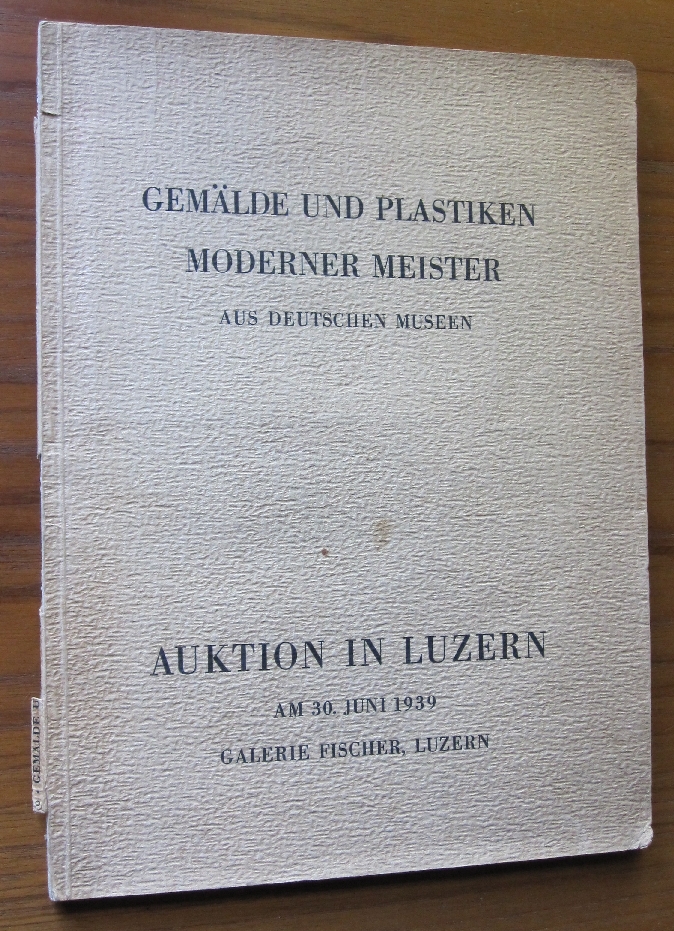 GEMÄLDE UND PLASTIKEN
MODERNER MEISTER
AUS DEUTSCHEN MUSEEN
AUKTION IN LUZERN
AM 30. JUNI 1939
GALERIE FISCHER, LUZERN
GEMÄLDE U